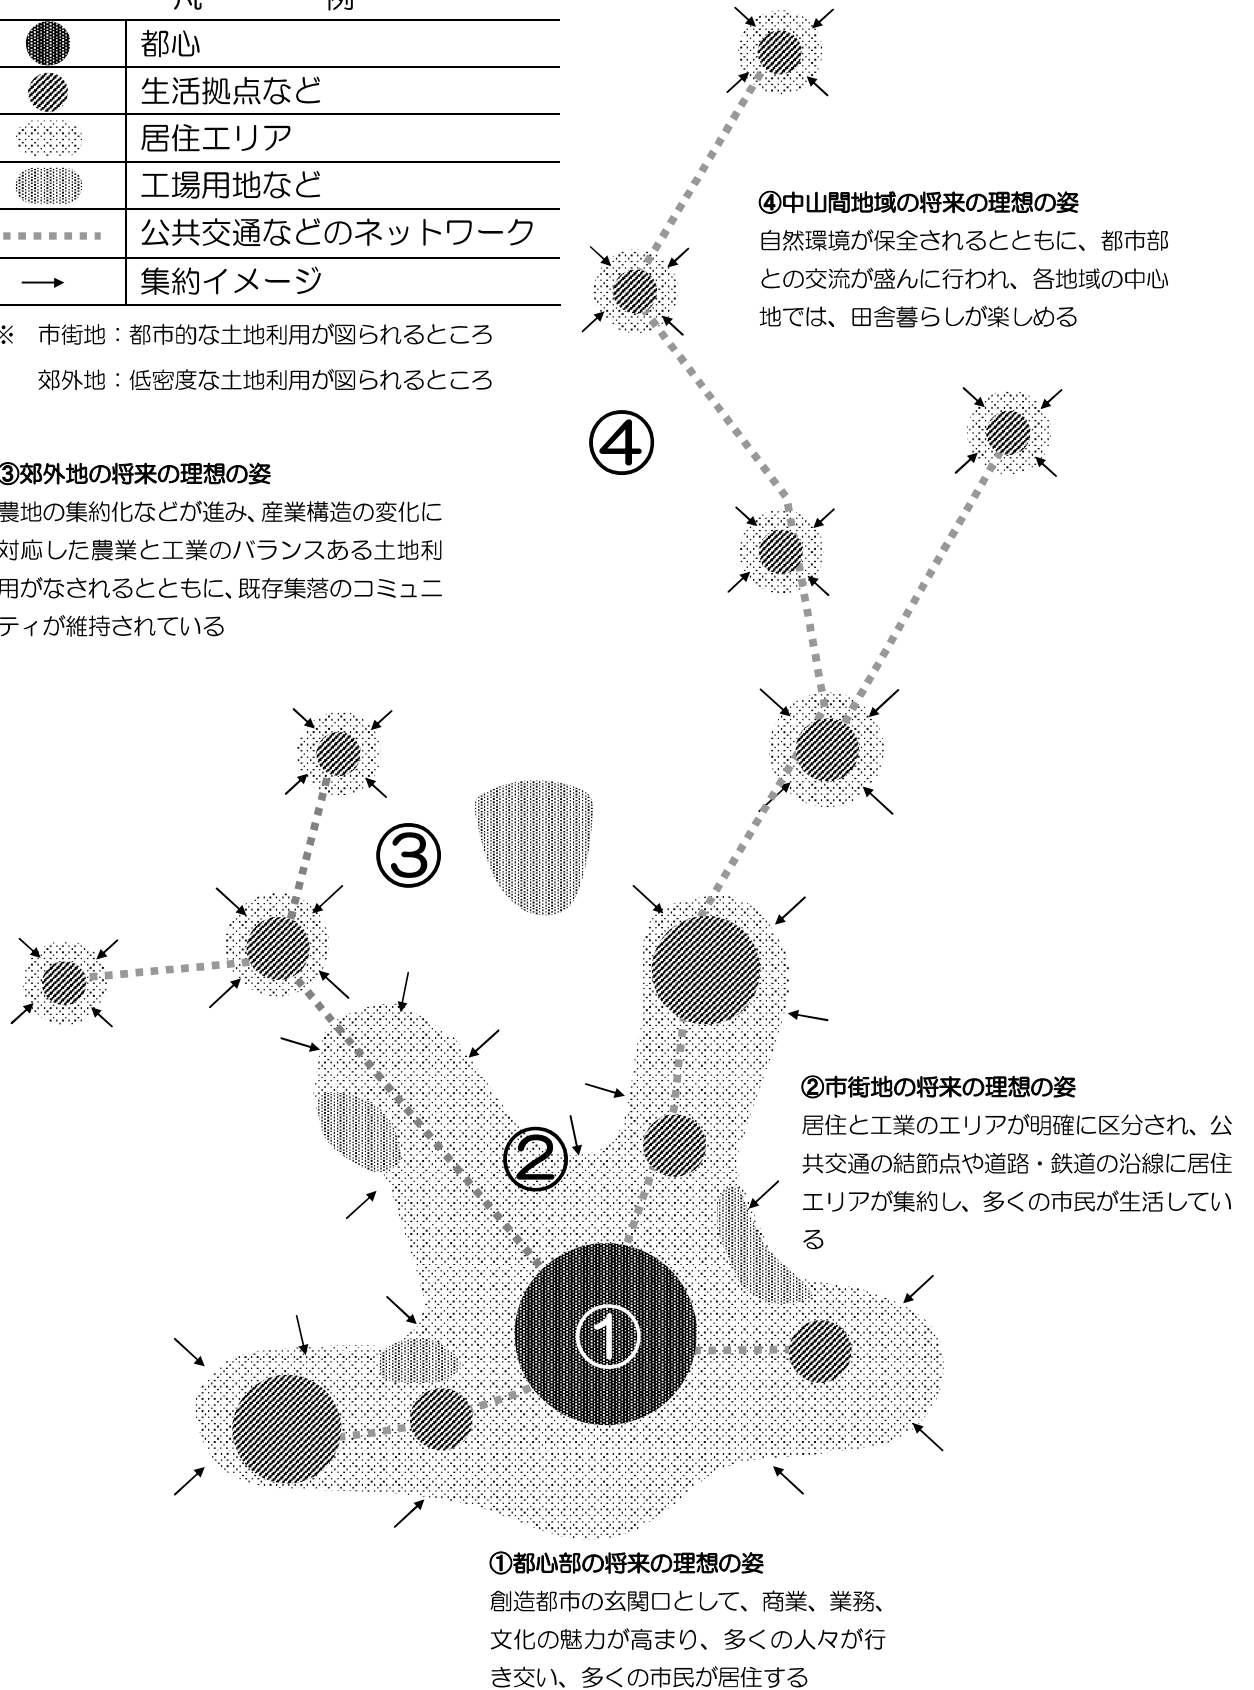 凡 例
都心
生活拠点など
居住エリア
工場用地など
公共交通などのネットワーク
集約イメージ
※ 市街地：都市的な土地利用が図られるところ
郊外地：低密度な土地利用が図られるところ
④中山間地域の将来の理想の姿
自然環境が保全されるとともに、都市部
との交流が盛んに行われ、各地域の中心
地では、田舎暮らしが楽しめる
④
③郊外地の将来の理想の姿
農地の集約化などが進み、産業構造の変化に
対応した農業と工業のバランスある土地利
用がなされるとともに、既存集落のコミュニ
ティが維持されている
③
②市街地の将来の理想の姿
居住と工業のエリアが明確に区分され、公
共交通の結節点や道路・鉄道の沿線に居住
エリアが集約し、多くの市民が生活してい
る
②
①
①都心部の将来の理想の姿
創造都市の玄関口として、商業、業務、
文化の魅力が高まり、多くの人々が行
き交い、多くの市民が居住する